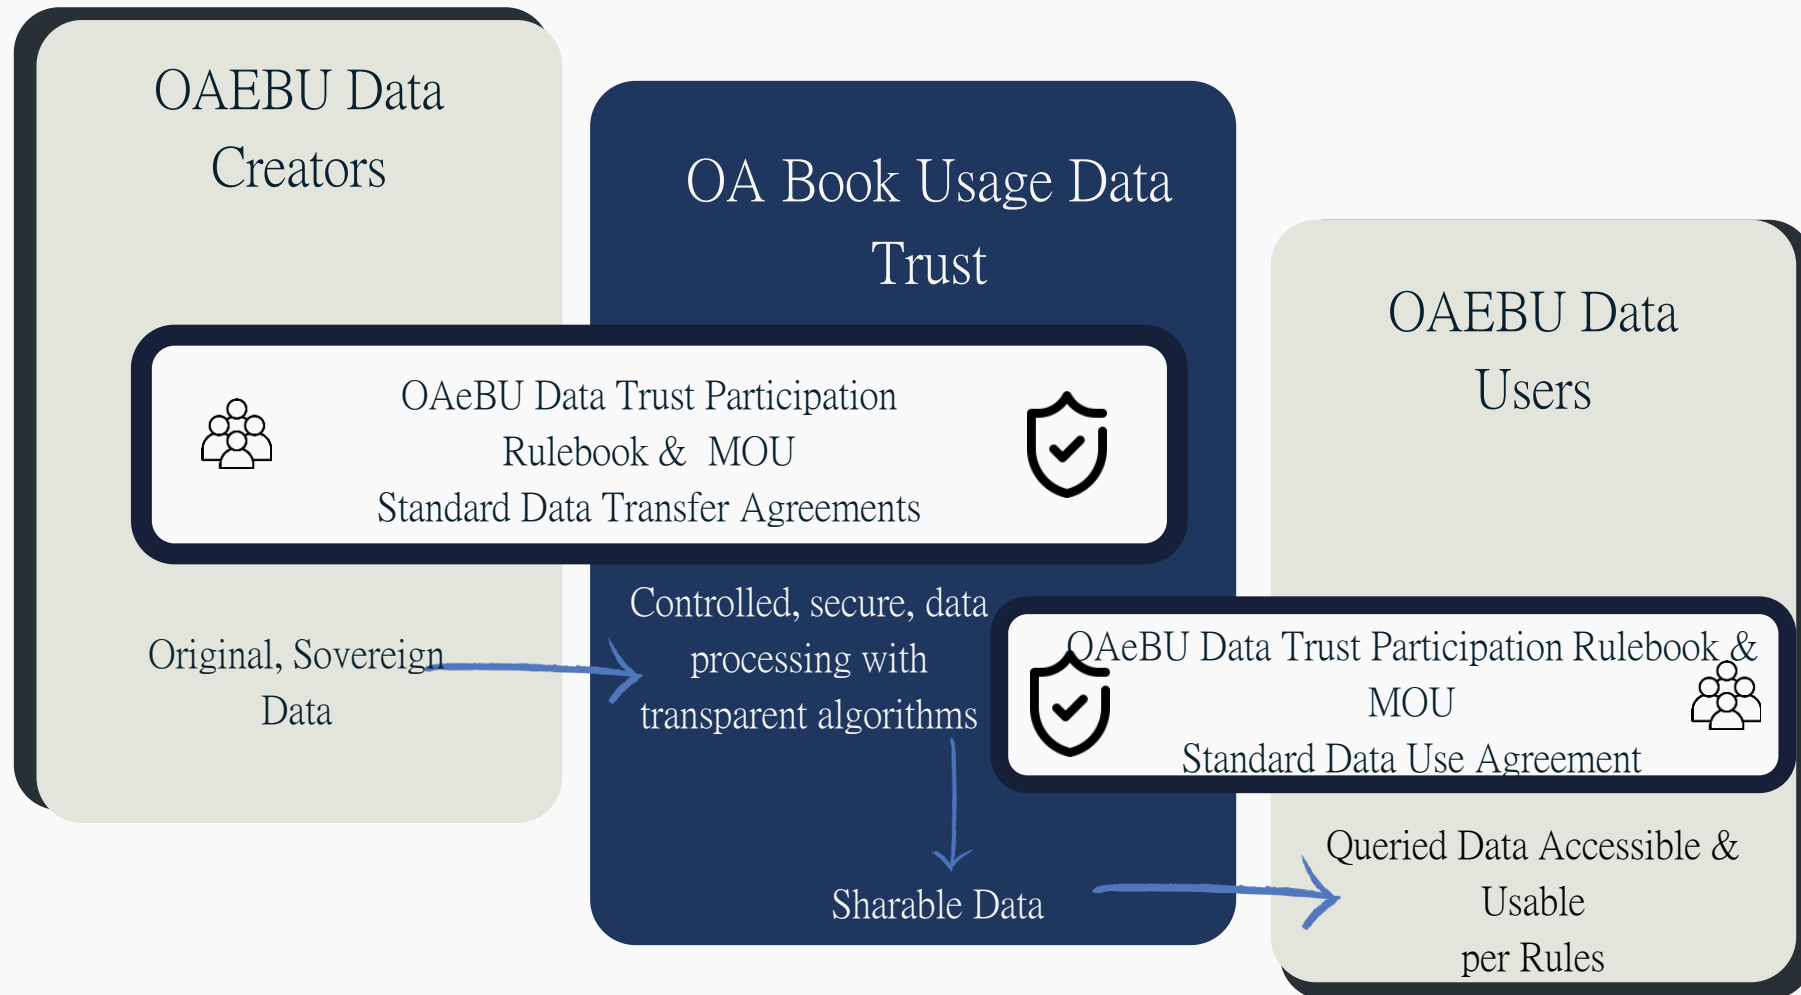 OAEBU Data
Creators
OA Book Usage Data
Trust
OAEBU Data
Users
OAeBU Data Trust Participation
Rulebook &  MOU
Standard Data Transfer Agreements
Original, Sovereign
Data
Controlled, secure, data
processing with
transparent algorithms
OAeBU Data Trust Participation Rulebook &
MOU
Standard Data Use Agreement
Sharable Data
Queried Data Accessible &
Usable
per Rules